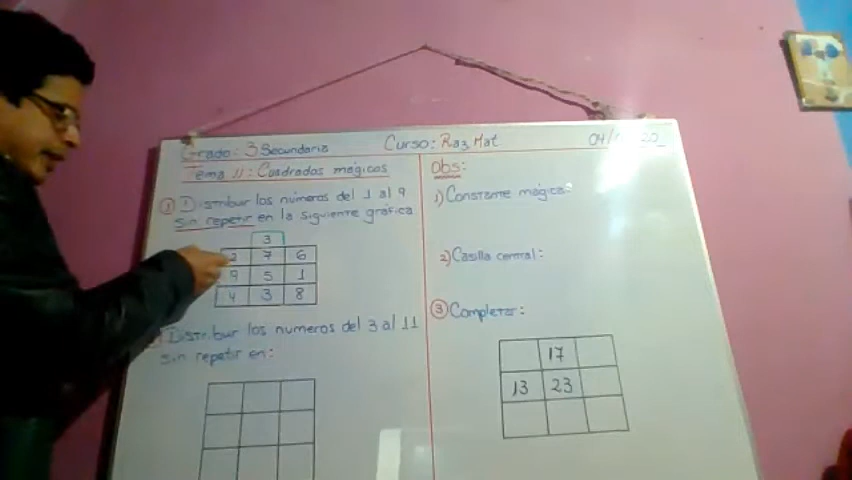 Grado: 3 Secundaria
Curso: Raz Mat
Tema 11: Cuadrados mágicos
① Distribuir los números del 1 al 9
sin repetir en la siguiente gráfica
3
2 7 6
9 5 1
4 3 8
Distribuir los numeros del 3 al 11
sin repetir en:
Obs:
1) Constante mágica:
2) Casilla central:
③ Completar:
17
13 23